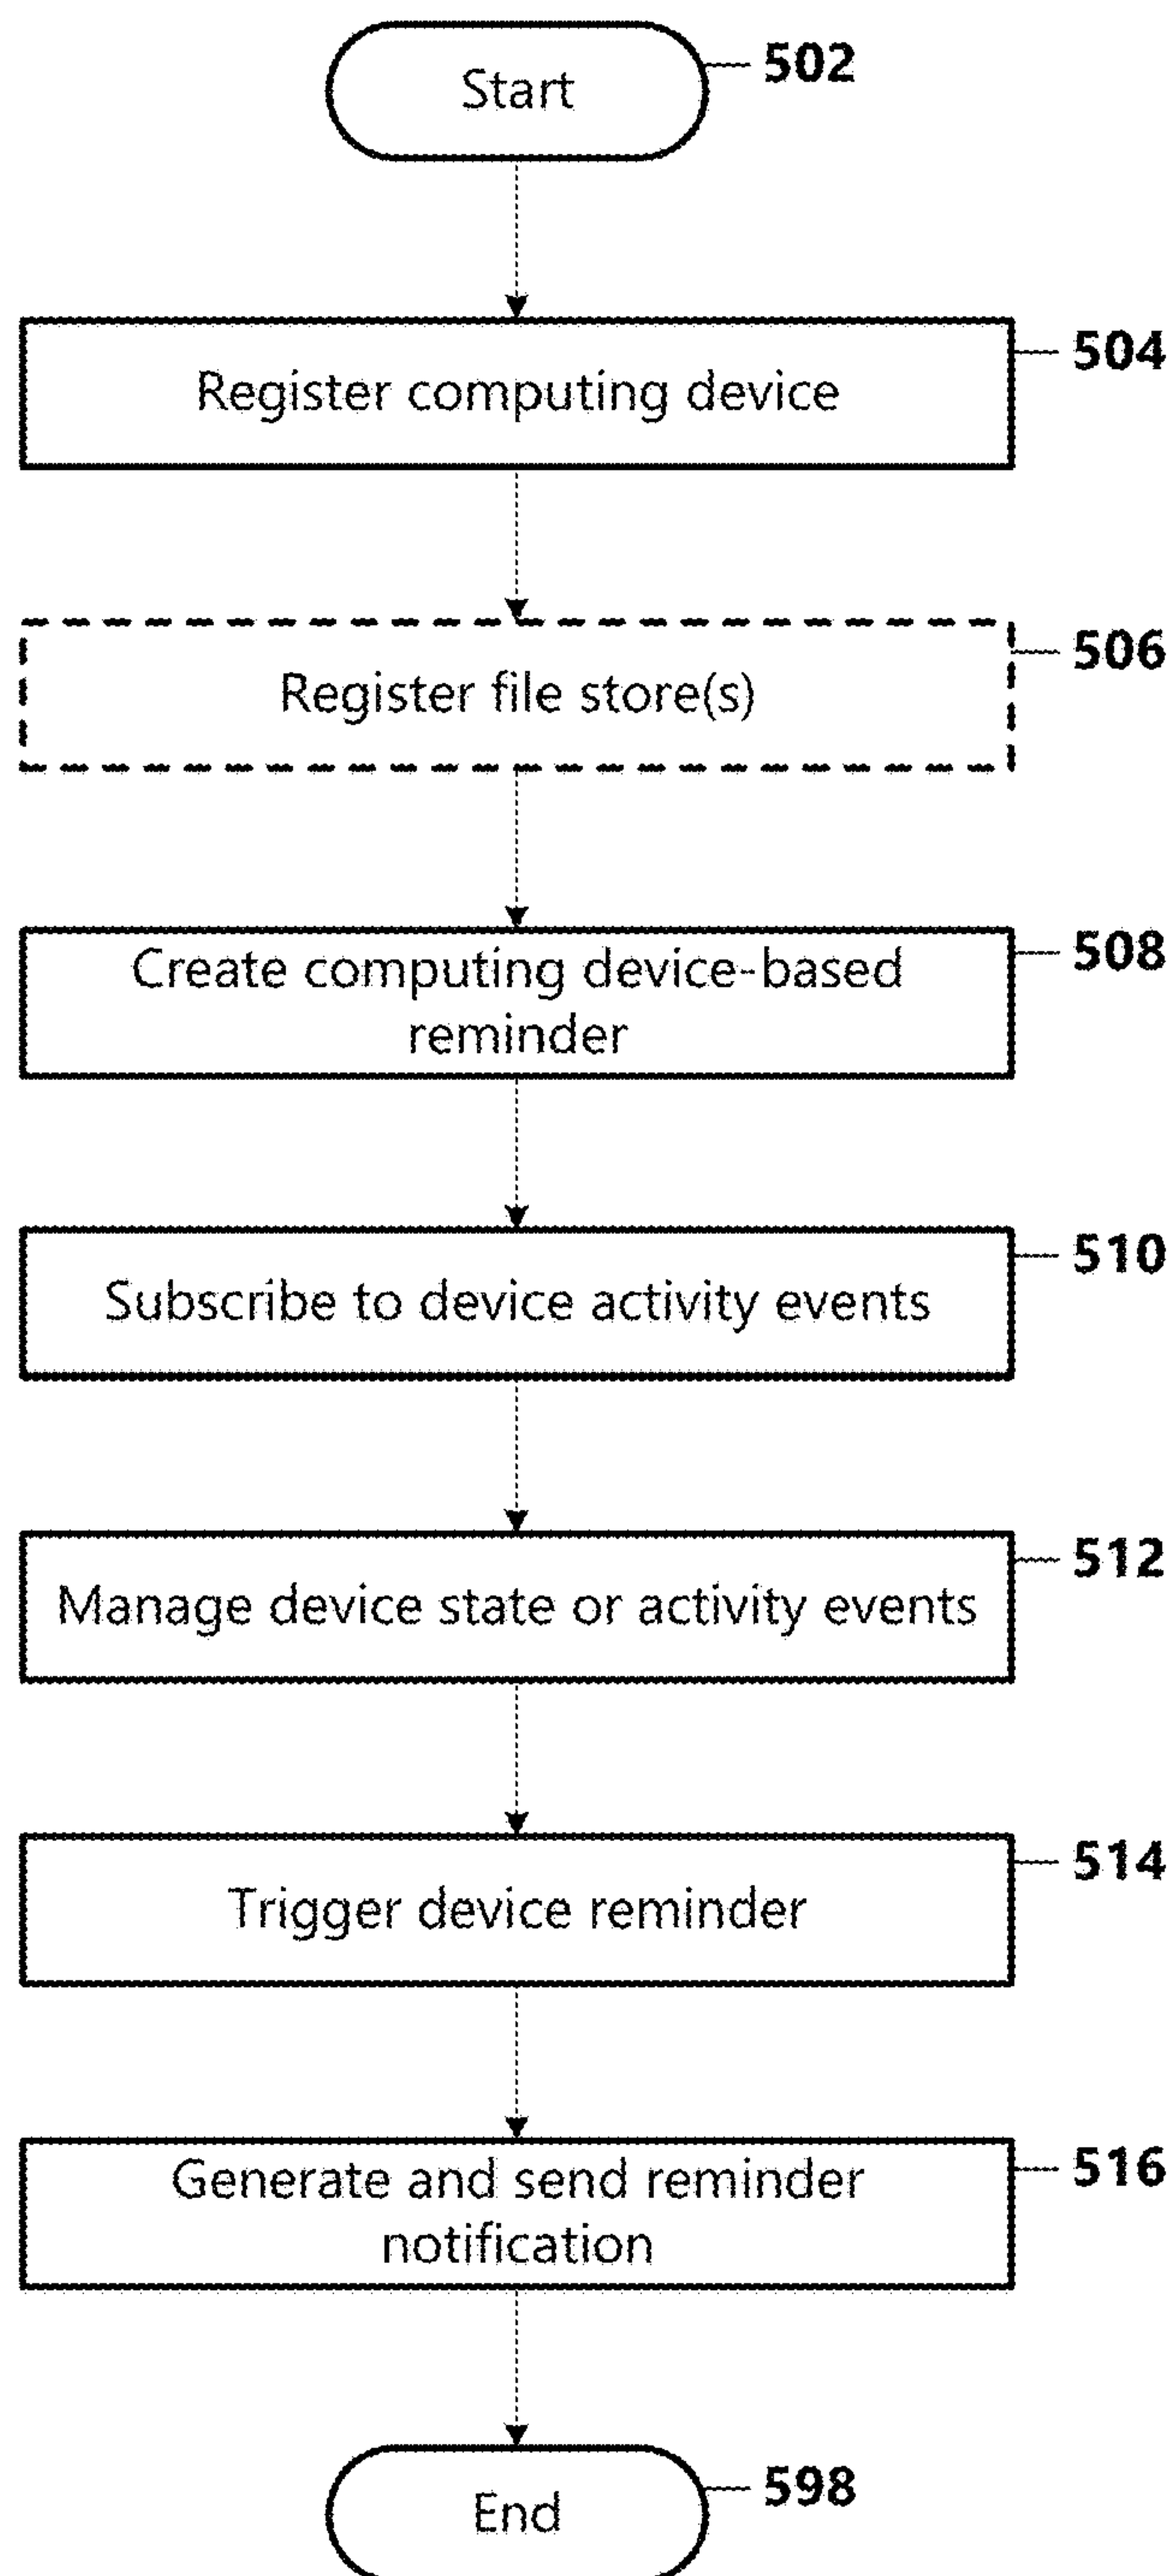 Start
502
Register computing device
504
Register file store(s)
506
Create computing device-based
reminder
508
Subscribe to device activity events
510
Manage device state or activity events
512
Trigger device reminder
514
Generate and send reminder
notification
516
End
598